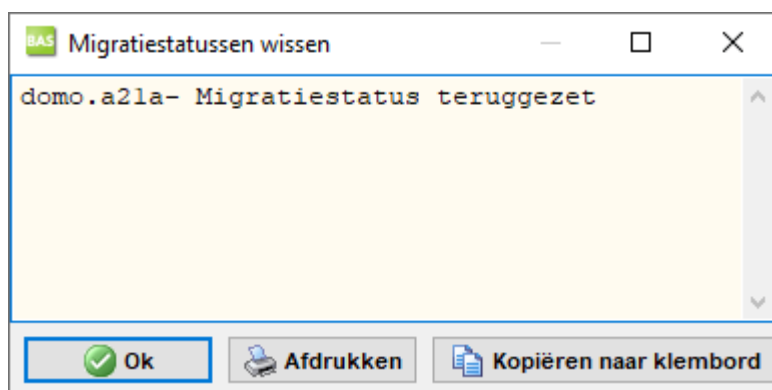 BAS Migratiestatussen wissen
domo.a2la- Migratiestatus teruggezet
Ok Afdrukken Kopiëren naar klembord